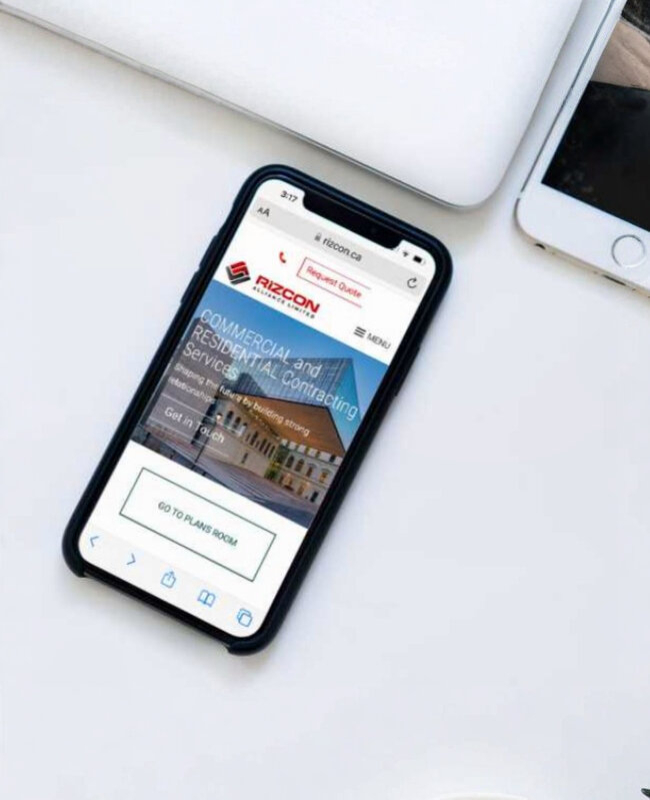 3:17
AA
rizcon.ca
Request Quote
RIZCON
ALLIANCE LIMITED
MENU
COMMERCIAL and
RESIDENTIAL Contracting
Services
Shaping the future by building strong
relationships
Get in Touch
GO TO PLANS ROOM